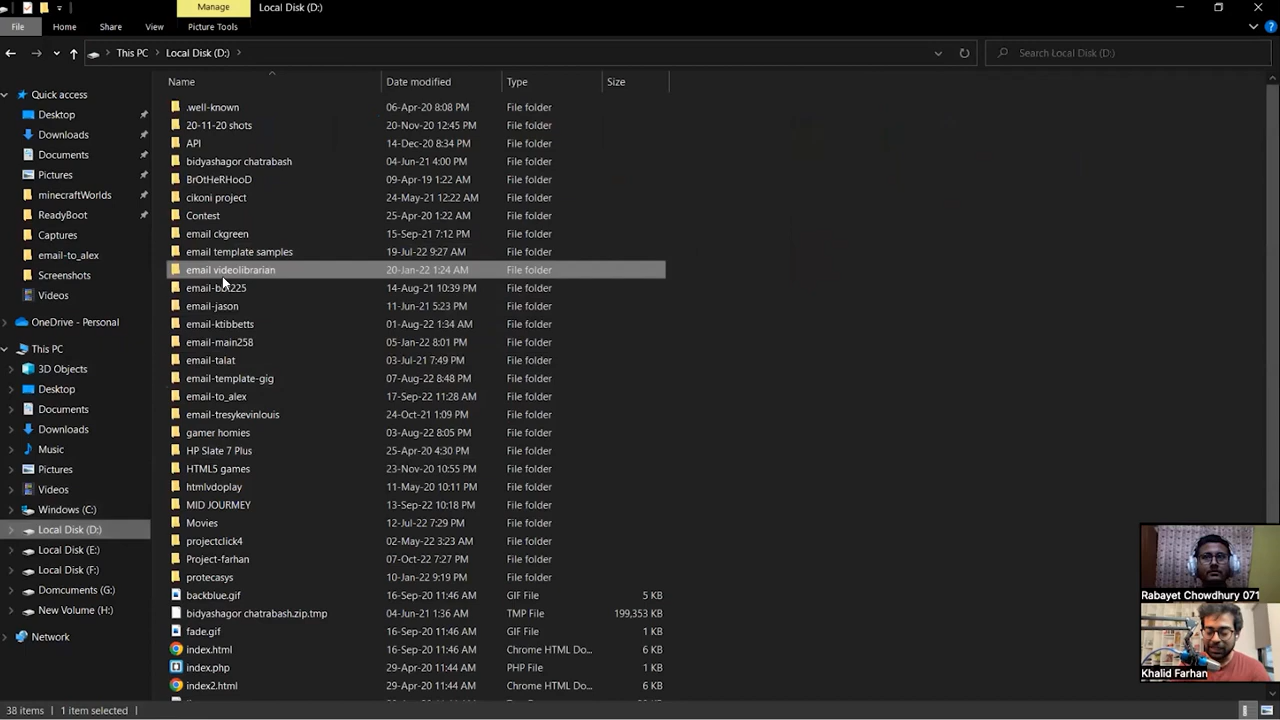 Manage
Local Disk (D:)
File
Home
Share
View
Picture Tools
This PC
Local Disk (D:)
Search Local Disk (D:)
Name
Date modified
Type
Size
Quick access
Desktop
Downloads
Documents
Pictures
minecraftWorlds
ReadyBoot
Captures
email-to_alex
Screenshots
Videos
OneDrive - Personal
This PC
3D Objects
Desktop
Documents
Downloads
Music
Pictures
Videos
Windows (C:)
Local Disk (D:)
Local Disk (E:)
Local Disk (F:)
Domcuments (G:)
New Volume (H:)
Network
.well-known 06-Apr-20 8:08 PM File folder
20-11-20 shots 20-Nov-20 12:45 PM File folder
API 14-Dec-20 8:34 PM File folder
bidyashagor chatrabash 04-Jun-21 4:00 PM File folder
BrOtHeRHooD 09-Apr-19 1:22 AM File folder
cikoni project 24-May-21 12:22 AM File folder
Contest 25-Apr-20 1:22 AM File folder
email ckgreen 15-Sep-21 7:12 PM File folder
email template samples 19-Jul-22 9:27 AM File folder
email videolibrarian 20-Jan-22 1:24 AM File folder
14-Aug-21 10:39 PM File folder
email-jason 11-Jun-21 5:23 PM File folder
email-ktibbetts 01-Aug-22 1:34 AM File folder
email-main258 05-Jan-22 8:01 PM File folder
email-talat 03-Jul-21 7:49 PM File folder
email-template-gig 07-Aug-22 8:48 PM File folder
email-to_alex 17-Sep-22 11:28 AM File folder
email-tresykevinlouis 24-Oct-21 1:09 PM File folder
gamer homies 03-Aug-22 8:05 PM File folder
HP Slate 7 Plus 25-Apr-20 4:30 PM File folder
HTML5 games 23-Nov-20 10:55 PM File folder
htmlvdoplay 11-May-20 10:11 PM File folder
MID JOURMEY 13-Sep-22 10:18 PM File folder
Movies 12-Jul-22 7:29 PM File folder
projectclick4 02-May-22 3:23 AM File folder
Project-farhan 07-Oct-22 7:27 PM File folder
protecasys 10-Jan-22 9:19 PM File folder
backblue.gif 16-Sep-20 11:46 AM GIF File 5 KB
bidyashagor chatrabash.zip.tmp 04-Jun-21 1:36 AM TMP File 199,353 KB
fade.gif 16-Sep-20 11:46 AM GIF File 1 KB
index.html 16-Sep-20 11:46 AM Chrome HTML Do... 6 KB
index.php 29-Apr-20 11:44 AM PHP File 1 KB
index2.html 29-Apr-20 11:44 AM Chrome HTML Do... 6 KB
Rabayet Chowdhury 071
Khalid Farhan
38 items
1 item selected